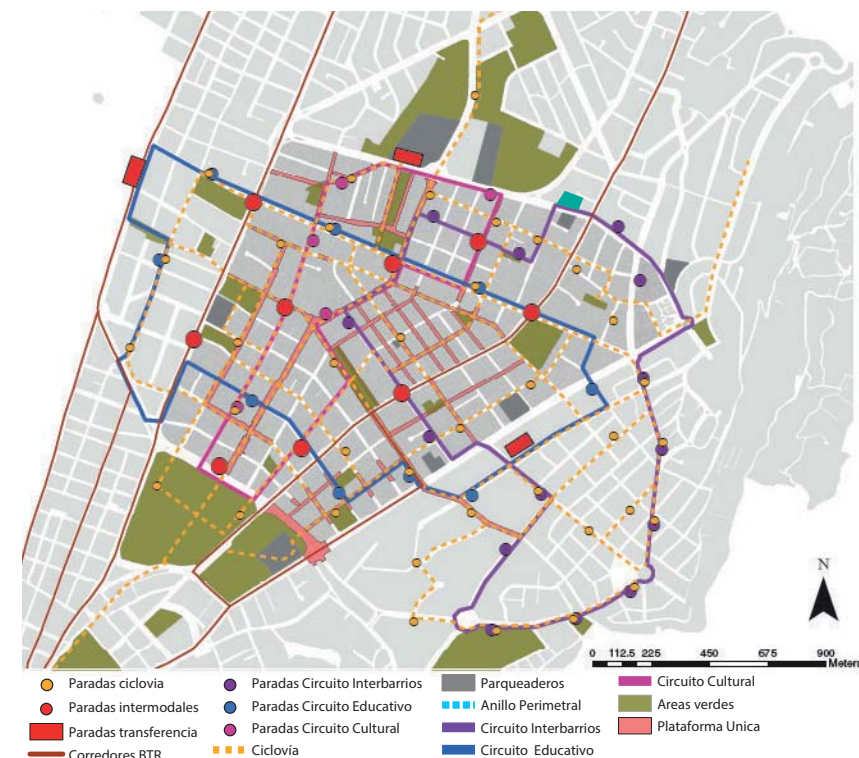 N
0 112.5 225 450 675 900
Meters
Paradas ciclovia
Paradas intermodales
Paradas transferencia
Corredores BTR
Paradas Circuito Interbarrios
Paradas Circuito Educativo
Paradas Circuito Cultural
Ciclovía
Parqueaderos
Anillo Perimetral
Circuito Interbarrios
Circuito Educativo
Circuito Cultural
Areas verdes
Plataforma Unica